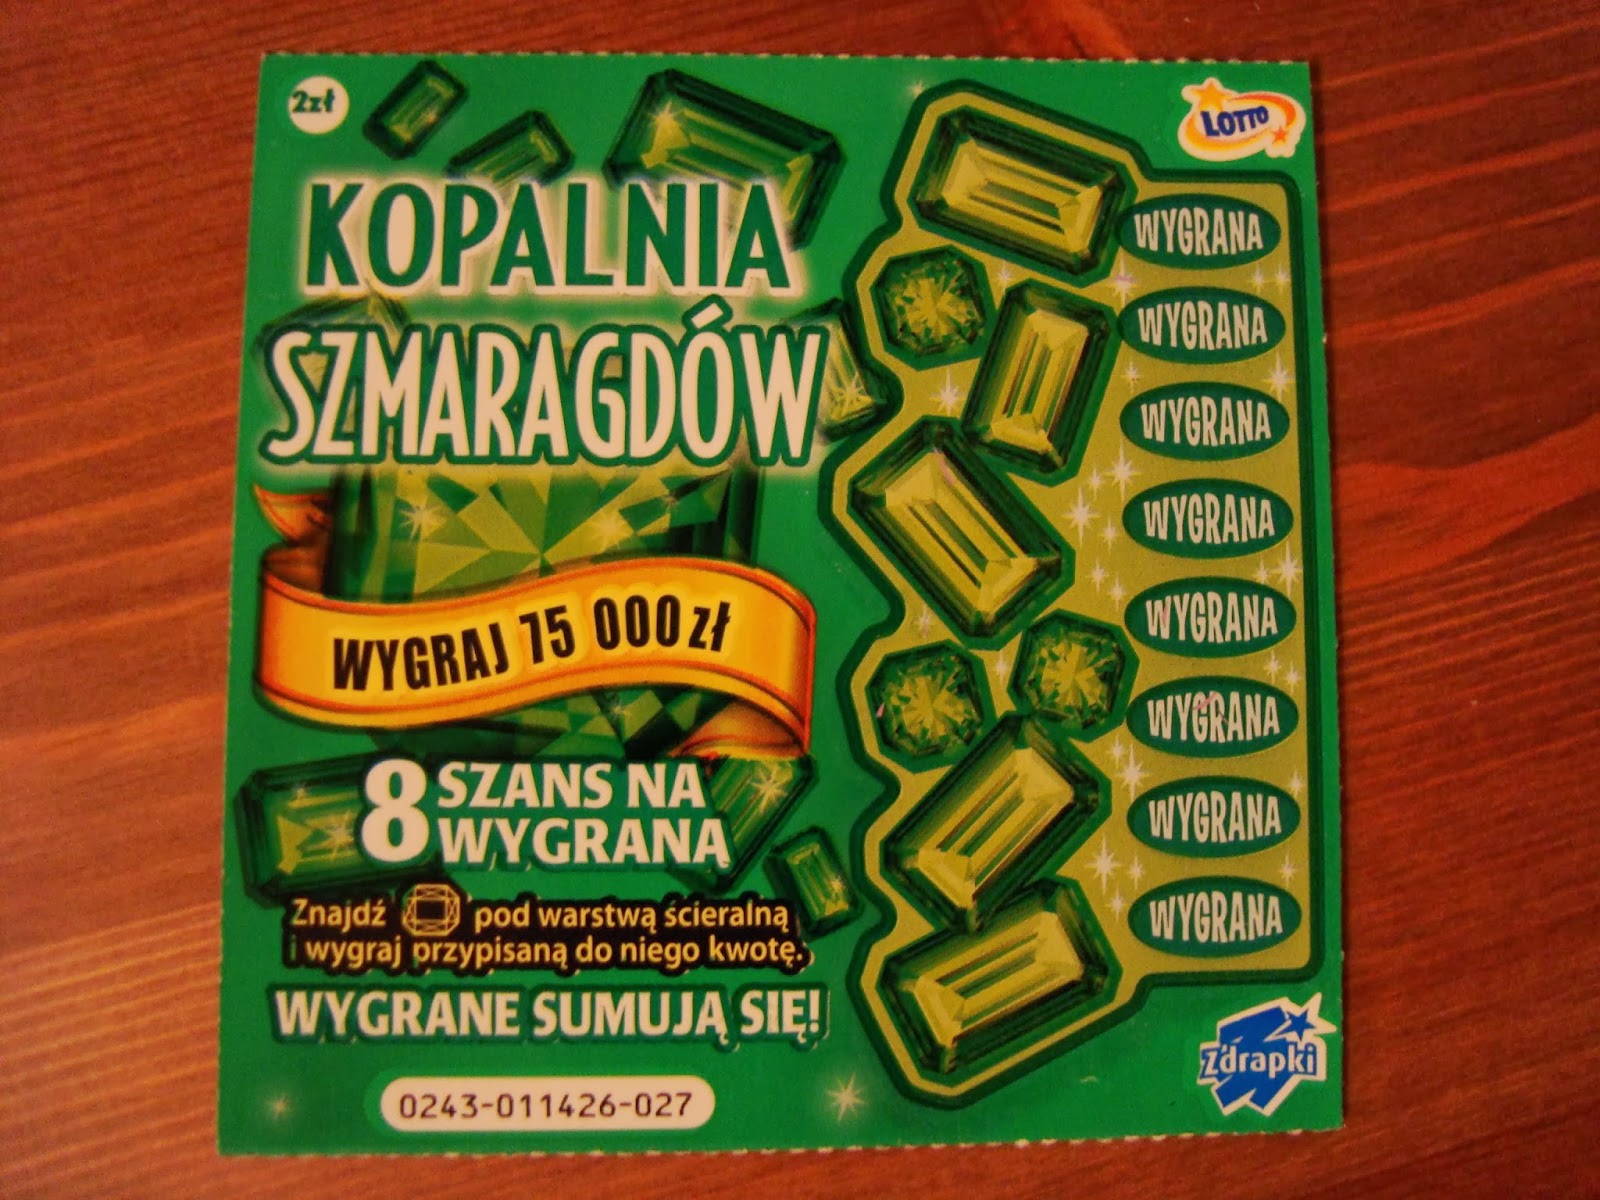 2zł
LOTTO
KOPALNIA
SZMARAGDÓW
WYGRAJ 75 000 zł
8 SZANS NA
WYGRANĄ
Znajdź pod warstwą ścieralną
i wygraj przypisaną do niego kwotę.
WYGRANE SUMUJĄ SIĘ!
0243-011426-027
WYGRANA
WYGRANA
WYGRANA
WYGRANA
WYGRANA
WYGRANA
WYGRANA
WYGRANA
Zdrapki